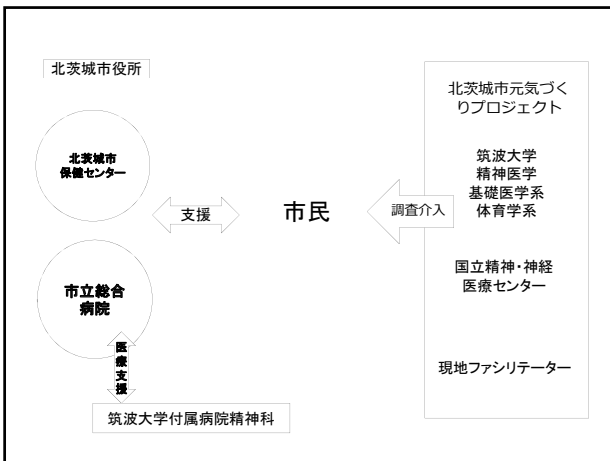 北茨城市役所
北茨城市
保健センター
市立総合
病院
医療支援
筑波大学付属病院精神科
支援
市民
調査介入
北茨城市元気づく
りプロジェクト
筑波大学
精神医学
基礎医学系
体育学系
国立精神・神経
医療センター
現地ファシリテーター